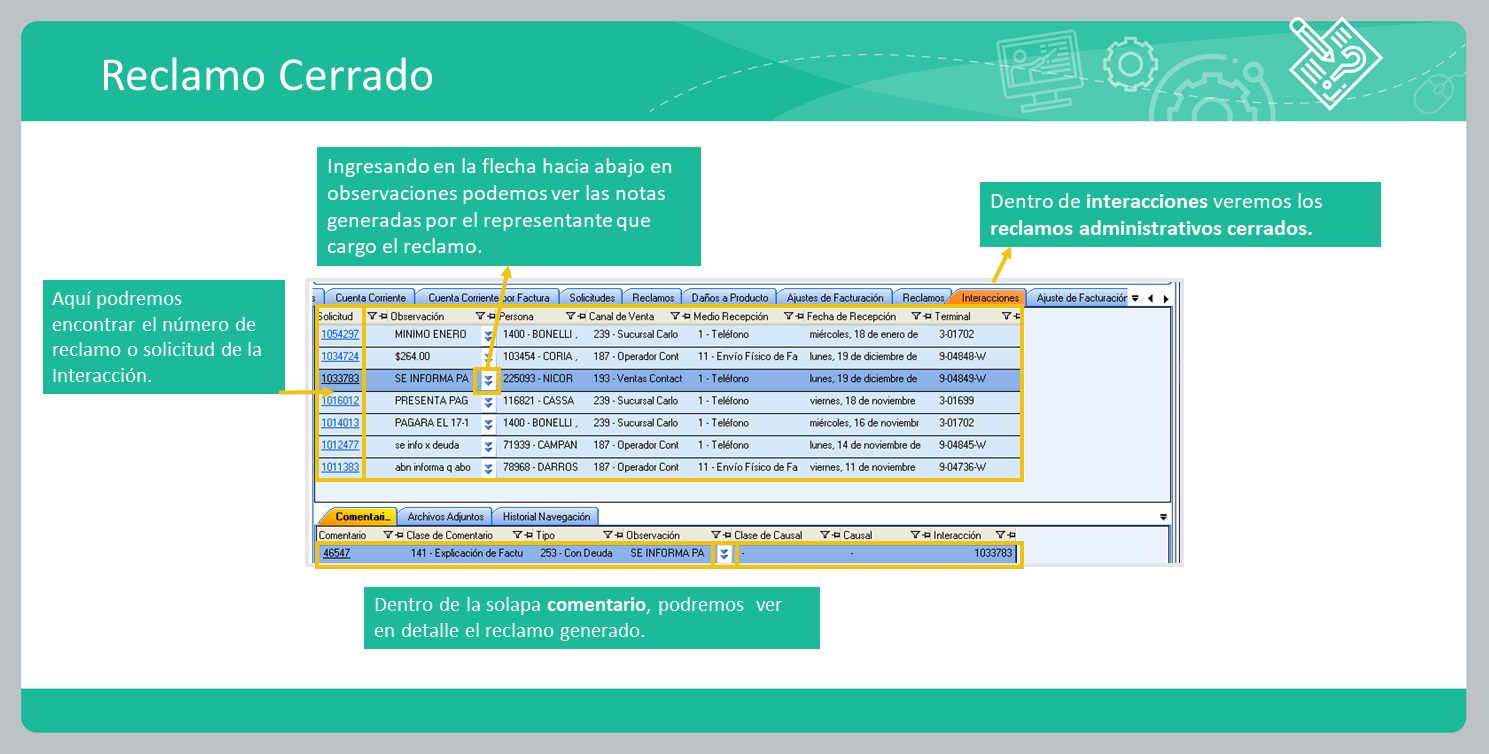 Reclamo Cerrado
Ingresando en la flecha hacia abajo en
observaciones podemos ver las notas
generadas por el representante que
cargo el reclamo.
Dentro de interacciones veremos los
reclamos administrativos cerrados.
Aquí podremos
encontrar el número de
reclamo o solicitud de la
Interacción.
s Cuenta Corriente Cuenta Corriente por Factura Solicitudes Reclamos Daños a Producto Ajustes de Facturación Reclamos Interacciones Ajuste de Facturación
Solicitud Observación Persona Canal de Venta Medio Recepción Fecha de Recepción Terminal
1054297 MINIMO ENERO 1400 - BONELLI , 239 - Sucursal Carlo 1 - Teléfono miércoles, 18 de enero de 3-01702
1034724 $264.00 103454 - CORIA , 187 - Operador Cont 11 - Envío Físico de Fa lunes, 19 de diciembre de 9-04848-W
1033783 SE INFORMA PA 225093 - NICOR 193 - Ventas Contact 1 - Teléfono lunes, 19 de diciembre de 9-04849-W
1016012 PRESENTA PAG 116821 - CASSA 239 - Sucursal Carlo 1 - Teléfono viernes, 18 de noviembre 3-01699
1014013 PAGARA EL 17-1 1400 - BONELLI , 239 - Sucursal Carlo 1 - Teléfono miércoles, 16 de noviembr 3-01702
1012477 se info x deuda 71939 - CAMPAN 187 - Operador Cont 1 - Teléfono lunes, 14 de noviembre de 9-04845-W
1011383 abn informa q abo 78968 - DARROS 187 - Operador Cont 11 - Envío Físico de Fa viernes, 11 de noviembre 9-04736-W
Comentari... Archivos Adjuntos Historial Navegación
Comentario Clase de Comentario Tipo Observación Clase de Causal Causal Interacción
46547 141 - Explicación de Factu 253 - Con Deuda SE INFORMA PA - - 1033783
Dentro de la solapa comentario, podremos ver
en detalle el reclamo generado.